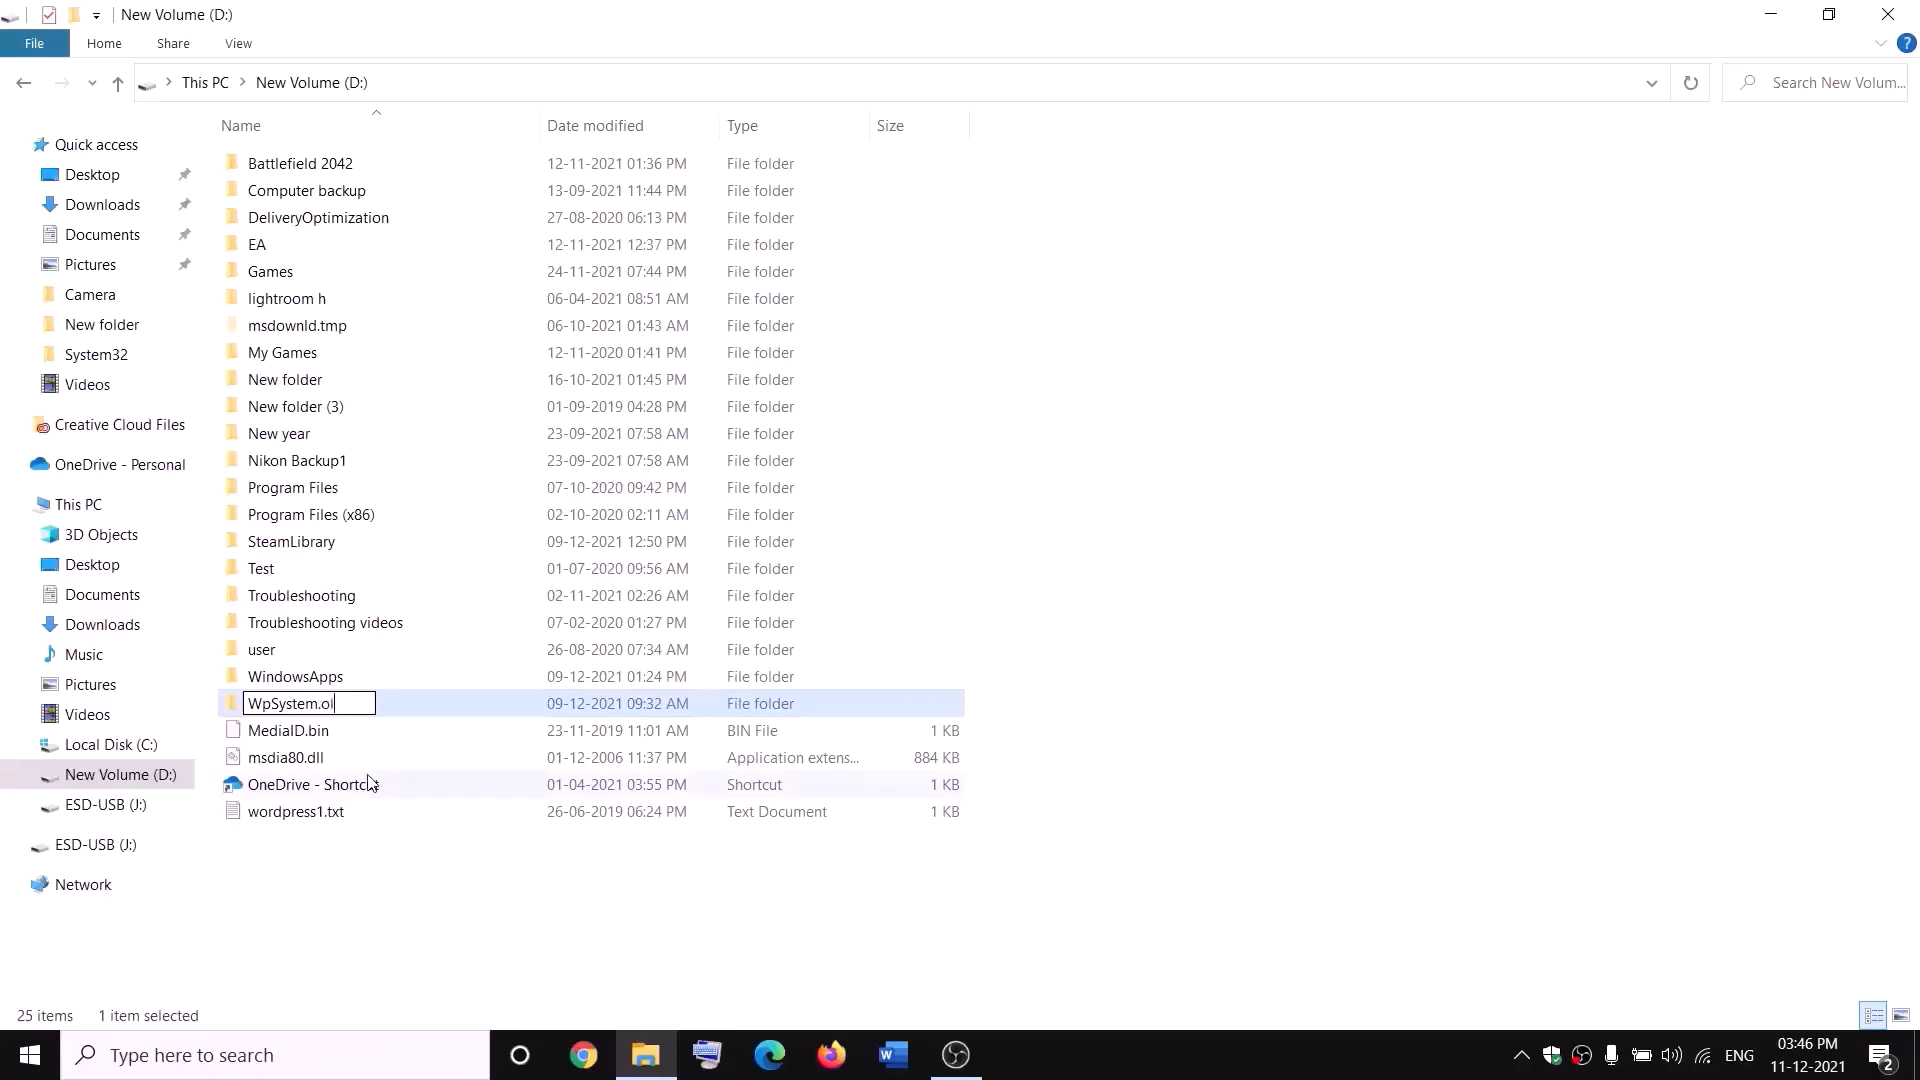 New Volume (D:)
File Home Share View
This PC New Volume (D:) Search New Volum...
Name Date modified Type Size
Quick access
Desktop
Downloads
Documents
Pictures
Camera
New folder
System32
Videos
Creative Cloud Files
OneDrive - Personal
This PC
3D Objects
Desktop
Documents
Downloads
Music
Pictures
Videos
Local Disk (C:)
New Volume (D:)
ESD-USB (J:)
ESD-USB (J:)
Network
Battlefield 2042 12-11-2021 01:36 PM File folder
Computer backup 13-09-2021 11:44 PM File folder
DeliveryOptimization 27-08-2020 06:13 PM File folder
EA 12-11-2021 12:37 PM File folder
Games 24-11-2021 07:44 PM File folder
lightroom h 06-04-2021 08:51 AM File folder
msdownld.tmp 06-10-2021 01:43 AM File folder
My Games 12-11-2020 01:41 PM File folder
New folder 16-10-2021 01:45 PM File folder
New folder (3) 01-09-2019 04:28 PM File folder
New year 23-09-2021 07:58 AM File folder
Nikon Backup1 23-09-2021 07:58 AM File folder
Program Files 07-10-2020 09:42 PM File folder
Program Files (x86) 02-10-2020 02:11 AM File folder
SteamLibrary 09-12-2021 12:50 PM File folder
Test 01-07-2020 09:56 AM File folder
Troubleshooting 02-11-2021 02:26 AM File folder
Troubleshooting videos 07-02-2020 01:27 PM File folder
user 26-08-2020 07:34 AM File folder
WindowsApps 09-12-2021 01:24 PM File folder
WpSystem.ol 09-12-2021 09:32 AM File folder
MediaID.bin 23-11-2019 11:01 AM BIN File 1 KB
msdia80.dll 01-12-2006 11:37 PM Application extens... 884 KB
OneDrive - Shortcut 01-04-2021 03:55 PM Shortcut 1 KB
wordpress1.txt 26-06-2019 06:24 PM Text Document 1 KB
25 items 1 item selected
Type here to search
ENG
03:46 PM
11-12-2021
2